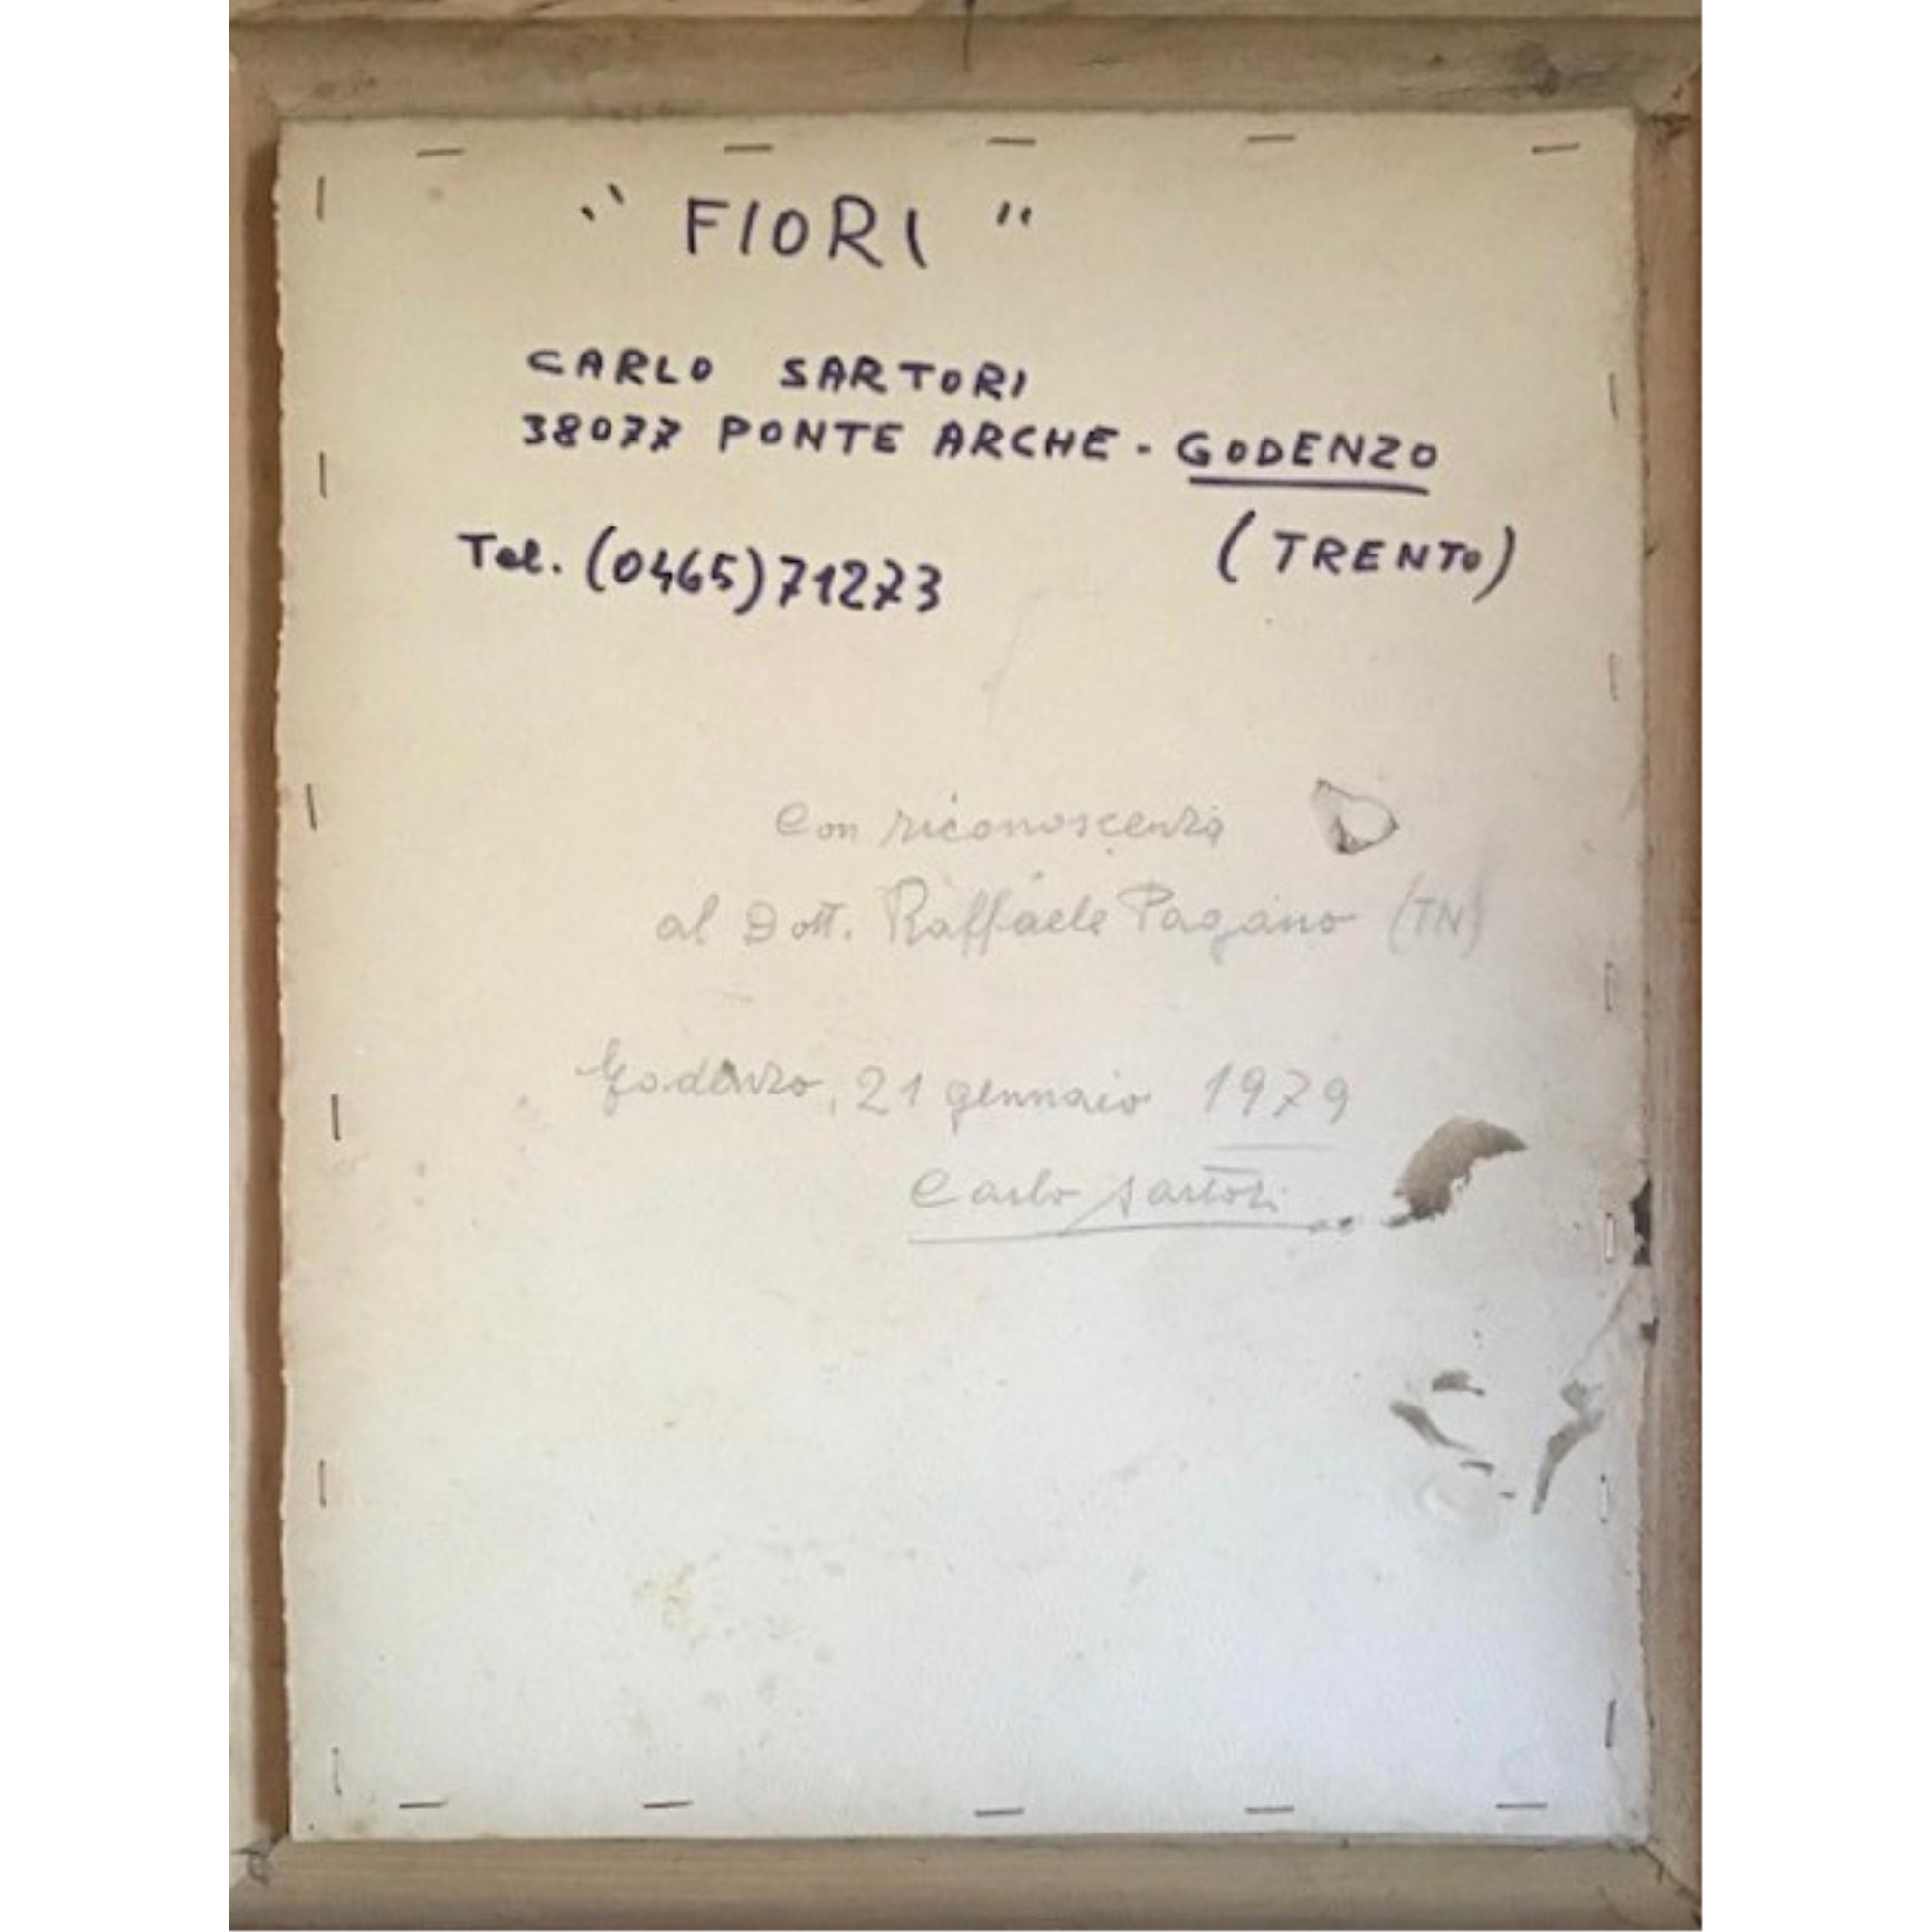 "FIORI"
CARLO SARTORI
38077 PONTE ARCHE - GODENZO
(TRENTO)
Tel. (0465)71273
Con riconoscenza
al Dott. Raffaele Pagano (TN)
Godenzo, 21 gennaio 1979
Carlo Sartori